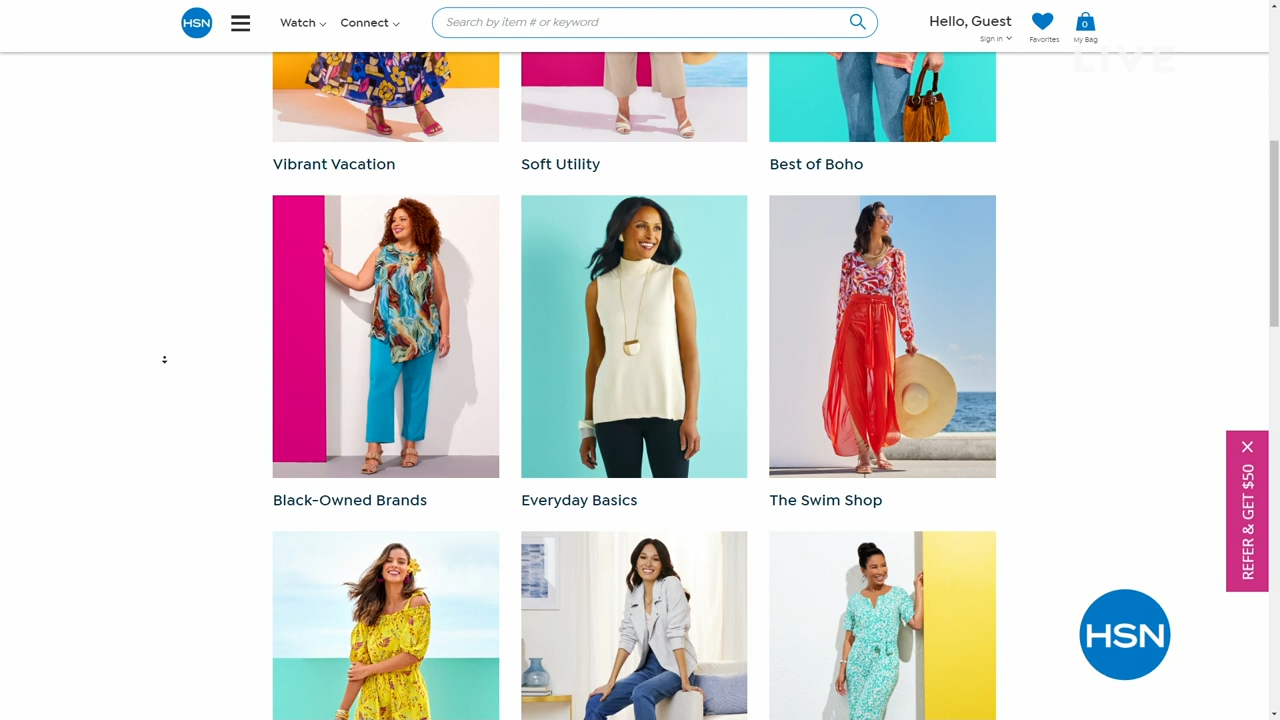 HSN
Watch
Connect
Search by item # or keyword
Hello, Guest
Sign In
Favorites
0
My Bag
LIVE
Vibrant Vacation
Soft Utility
Best of Boho
Black-Owned Brands
Everyday Basics
The Swim Shop
REFER & GET $50
HSN